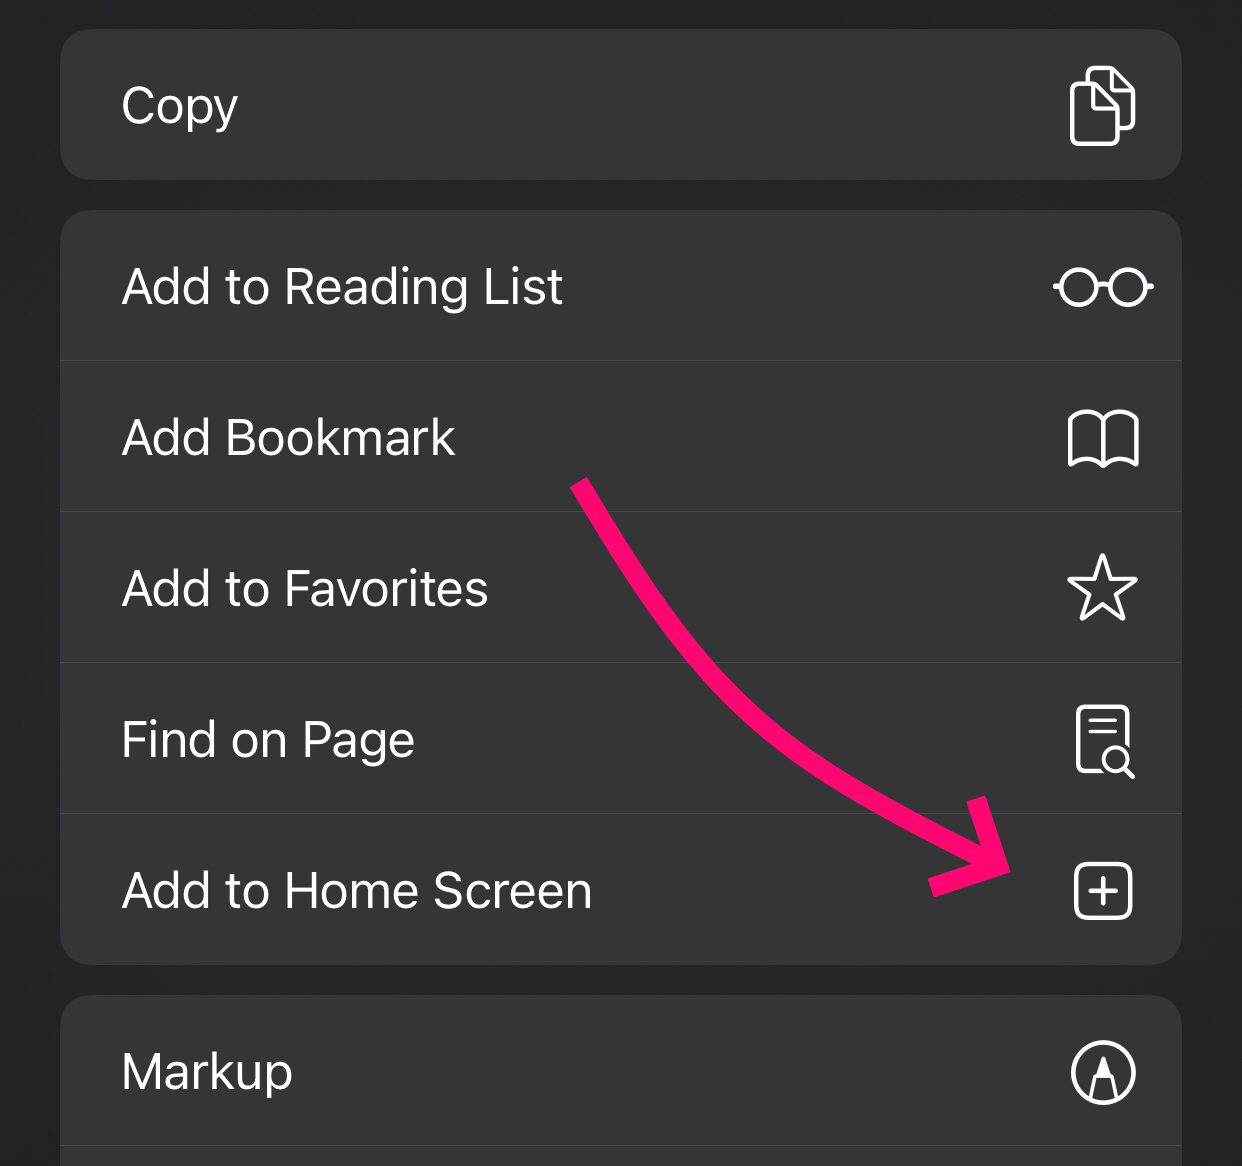 Copy
Add to Reading List
Add Bookmark
Add to Favorites
Find on Page
Add to Home Screen
Markup